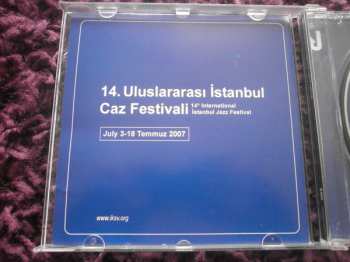 14. Uluslararası İstanbul
Caz Festivali 14th International
İstanbul Jazz Festival
July 3-18 Temmuz 2007
www.iksv.org